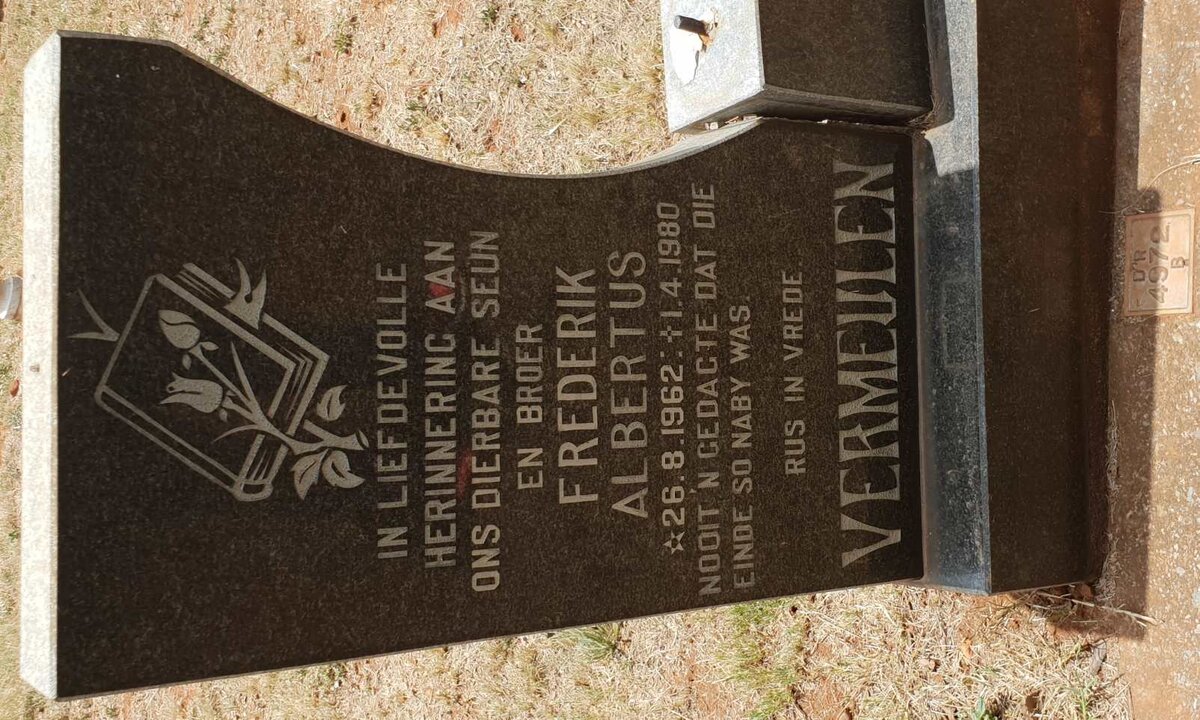 IN LIEFDEVOLLE
HERINNERING AAN
ONS DIERBARE SEUN
EN BROER
FREDERIK
ALBERTUS
☆26.8.1962:✝1.4.1980
NOOIT 'N GEDAGTE DAT DIE
EINDE SO NABY WAS.
RUS IN VREDE.
VERMEULEN
D'R
4972
B